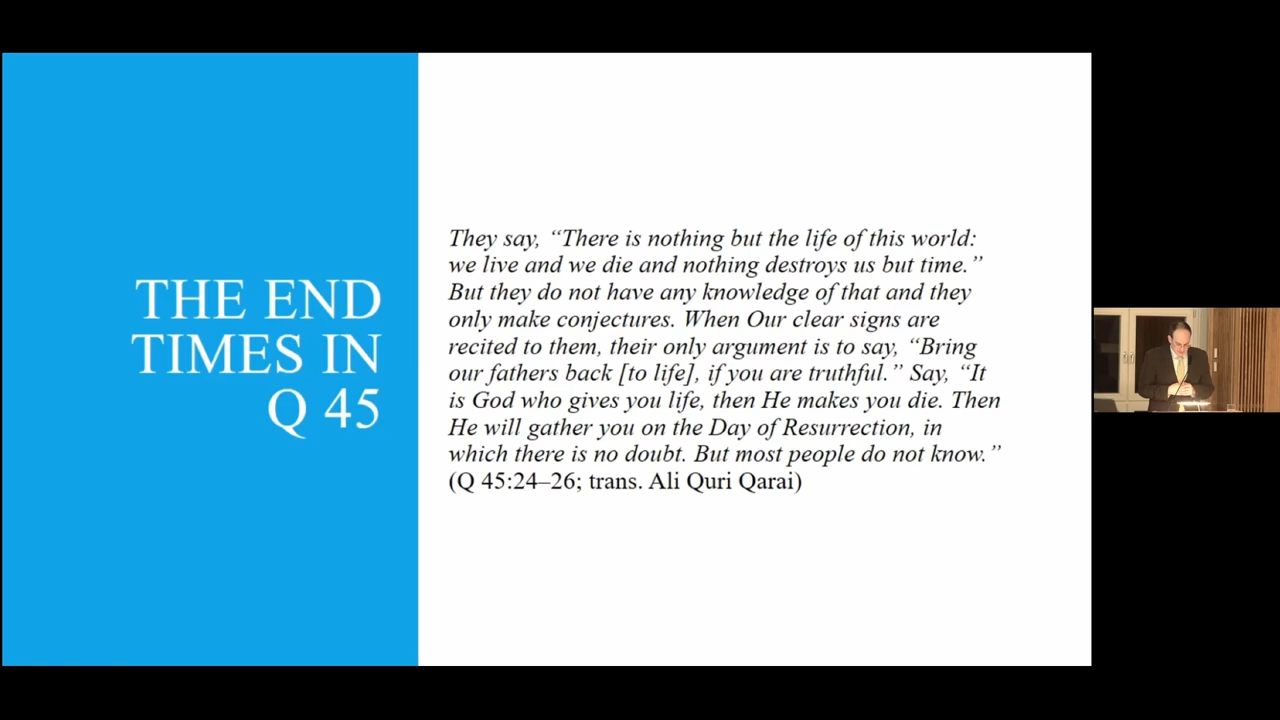 THE END
TIMES IN
Q 45
They say, “There is nothing but the life of this world:
we live and we die and nothing destroys us but time.”
But they do not have any knowledge of that and they
only make conjectures. When Our clear signs are
recited to them, their only argument is to say, “Bring
our fathers back [to life], if you are truthful.” Say, “It
is God who gives you life, then He makes you die. Then
He will gather you on the Day of Resurrection, in
which there is no doubt. But most people do not know.”
(Q 45:24–26; trans. Ali Quri Qarai)